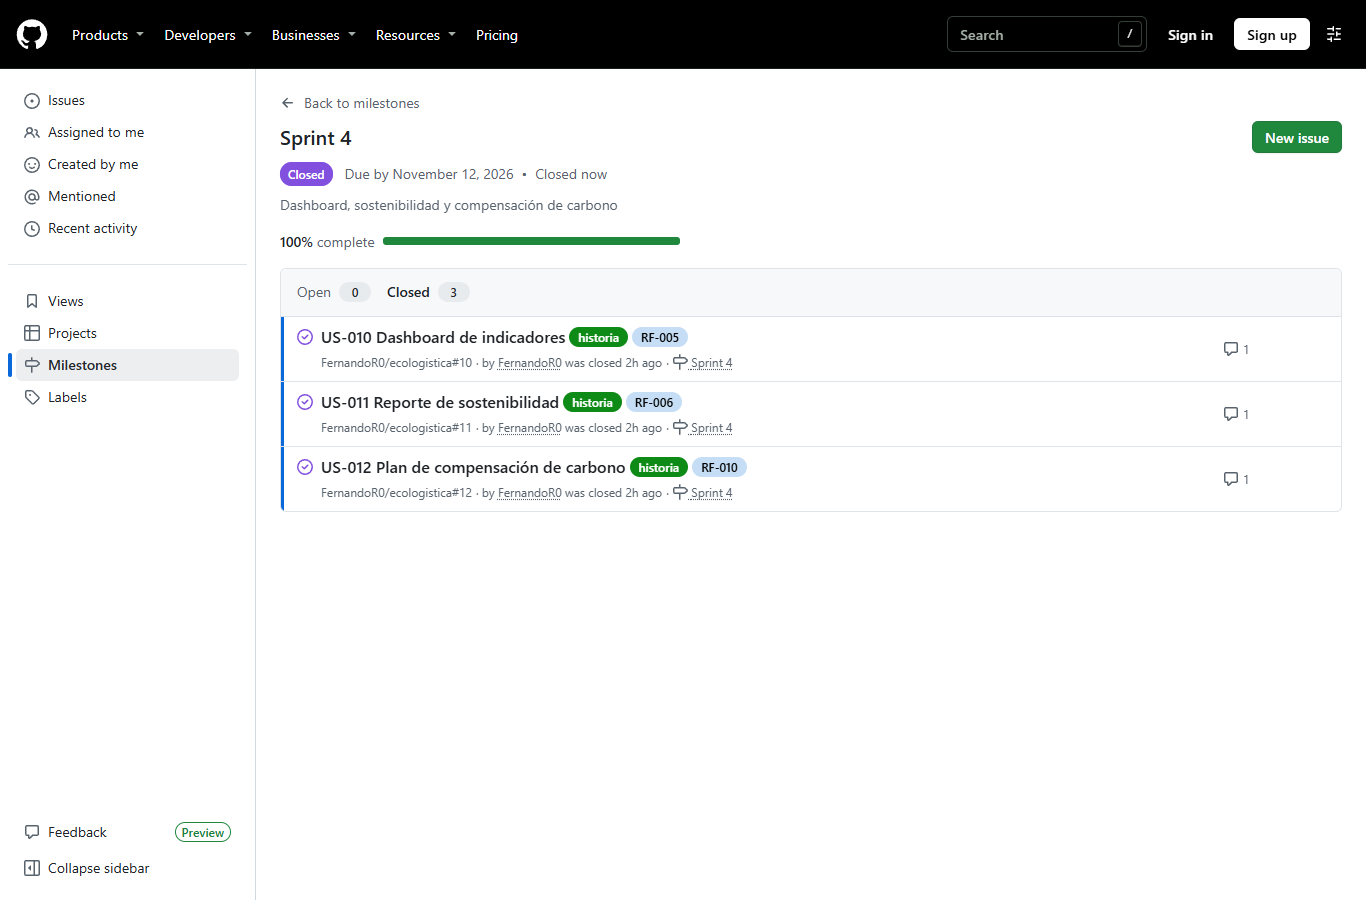 Products Developers Businesses Resources Pricing Search / Sign in Sign up
Issues
Assigned to me
Created by me
Mentioned
Recent activity
Views
Projects
Milestones
Labels
Feedback Preview
Collapse sidebar
Back to milestones
Sprint 4
New issue
Closed Due by November 12, 2026 • Closed now
Dashboard, sostenibilidad y compensación de carbono
100% complete
Open 0 Closed 3
US-010 Dashboard de indicadores historia RF-005
FernandoR0/ecologistica#10 · by FernandoR0 was closed 2h ago · Sprint 4
1
US-011 Reporte de sostenibilidad historia RF-006
FernandoR0/ecologistica#11 · by FernandoR0 was closed 2h ago · Sprint 4
1
US-012 Plan de compensación de carbono historia RF-010
FernandoR0/ecologistica#12 · by FernandoR0 was closed 2h ago · Sprint 4
1